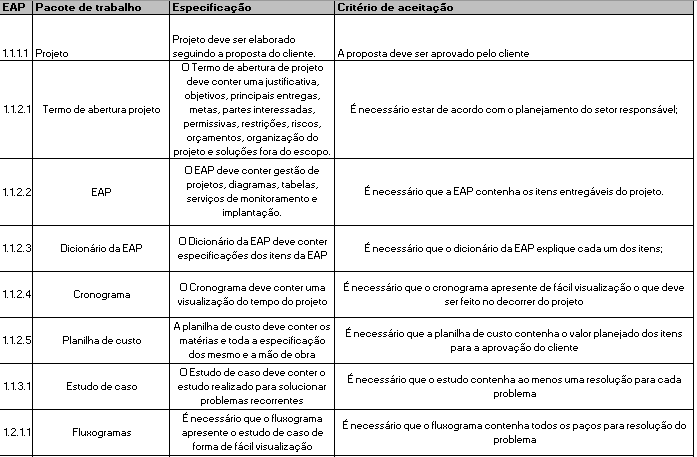 EAP Pacote de trabalho Especificação Critério de aceitação
1.1.1.1 Projeto
Projeto deve ser elaborado
seguindo a proposta do cliente.
A proposta deve ser aprovado pelo cliente
1.1.2.1 Termo de abertura projeto
O Termo de abertura de projeto
deve conter uma justificativa,
objetivos, principais entregas,
metas, partes interessadas,
permissivas, restrições, riscos,
orçamentos, organização do
projeto e soluções fora do escopo.
É necessário estar de acordo com o planejamento do setor responsável;
1.1.2.2 EAP
O EAP deve conter gestão de
projetos, diagramas, tabelas,
serviços de monitoramento e
implantação.
É necessário que a EAP contenha os itens entregáveis do projeto.
1.1.2.3 Dicionário da EAP
O Dicionário da EAP deve conter
especificações dos itens da EAP
É necessário que o dicionário da EAP explique cada um dos itens;
1.1.2.4 Cronograma
O Cronograma deve conter uma
visualização do tempo do projeto
É necessário que o cronograma apresente de fácil visualização o que deve
ser feito no decorrer do projeto
1.1.2.5 Planilha de custo
A planilha de custo deve conter os
matérias e toda a especificação
dos mesmo e a mão de obra
É necessário que a planilha de custo contenha o valor planejado dos itens
para a aprovação do cliente
1.1.3.1 Estudo de caso
O Estudo de caso deve conter o
estudo realizado para solucionar
problemas recorrentes
É necessário que o estudo contenha ao menos uma resolução para cada
problema
1.2.1.1 Fluxogramas
É necessário que o fluxograma
apresente o estudo de caso de
forma de fácil visualização
É necessário que o fluxograma contenha todos os paços para resolução do
problema